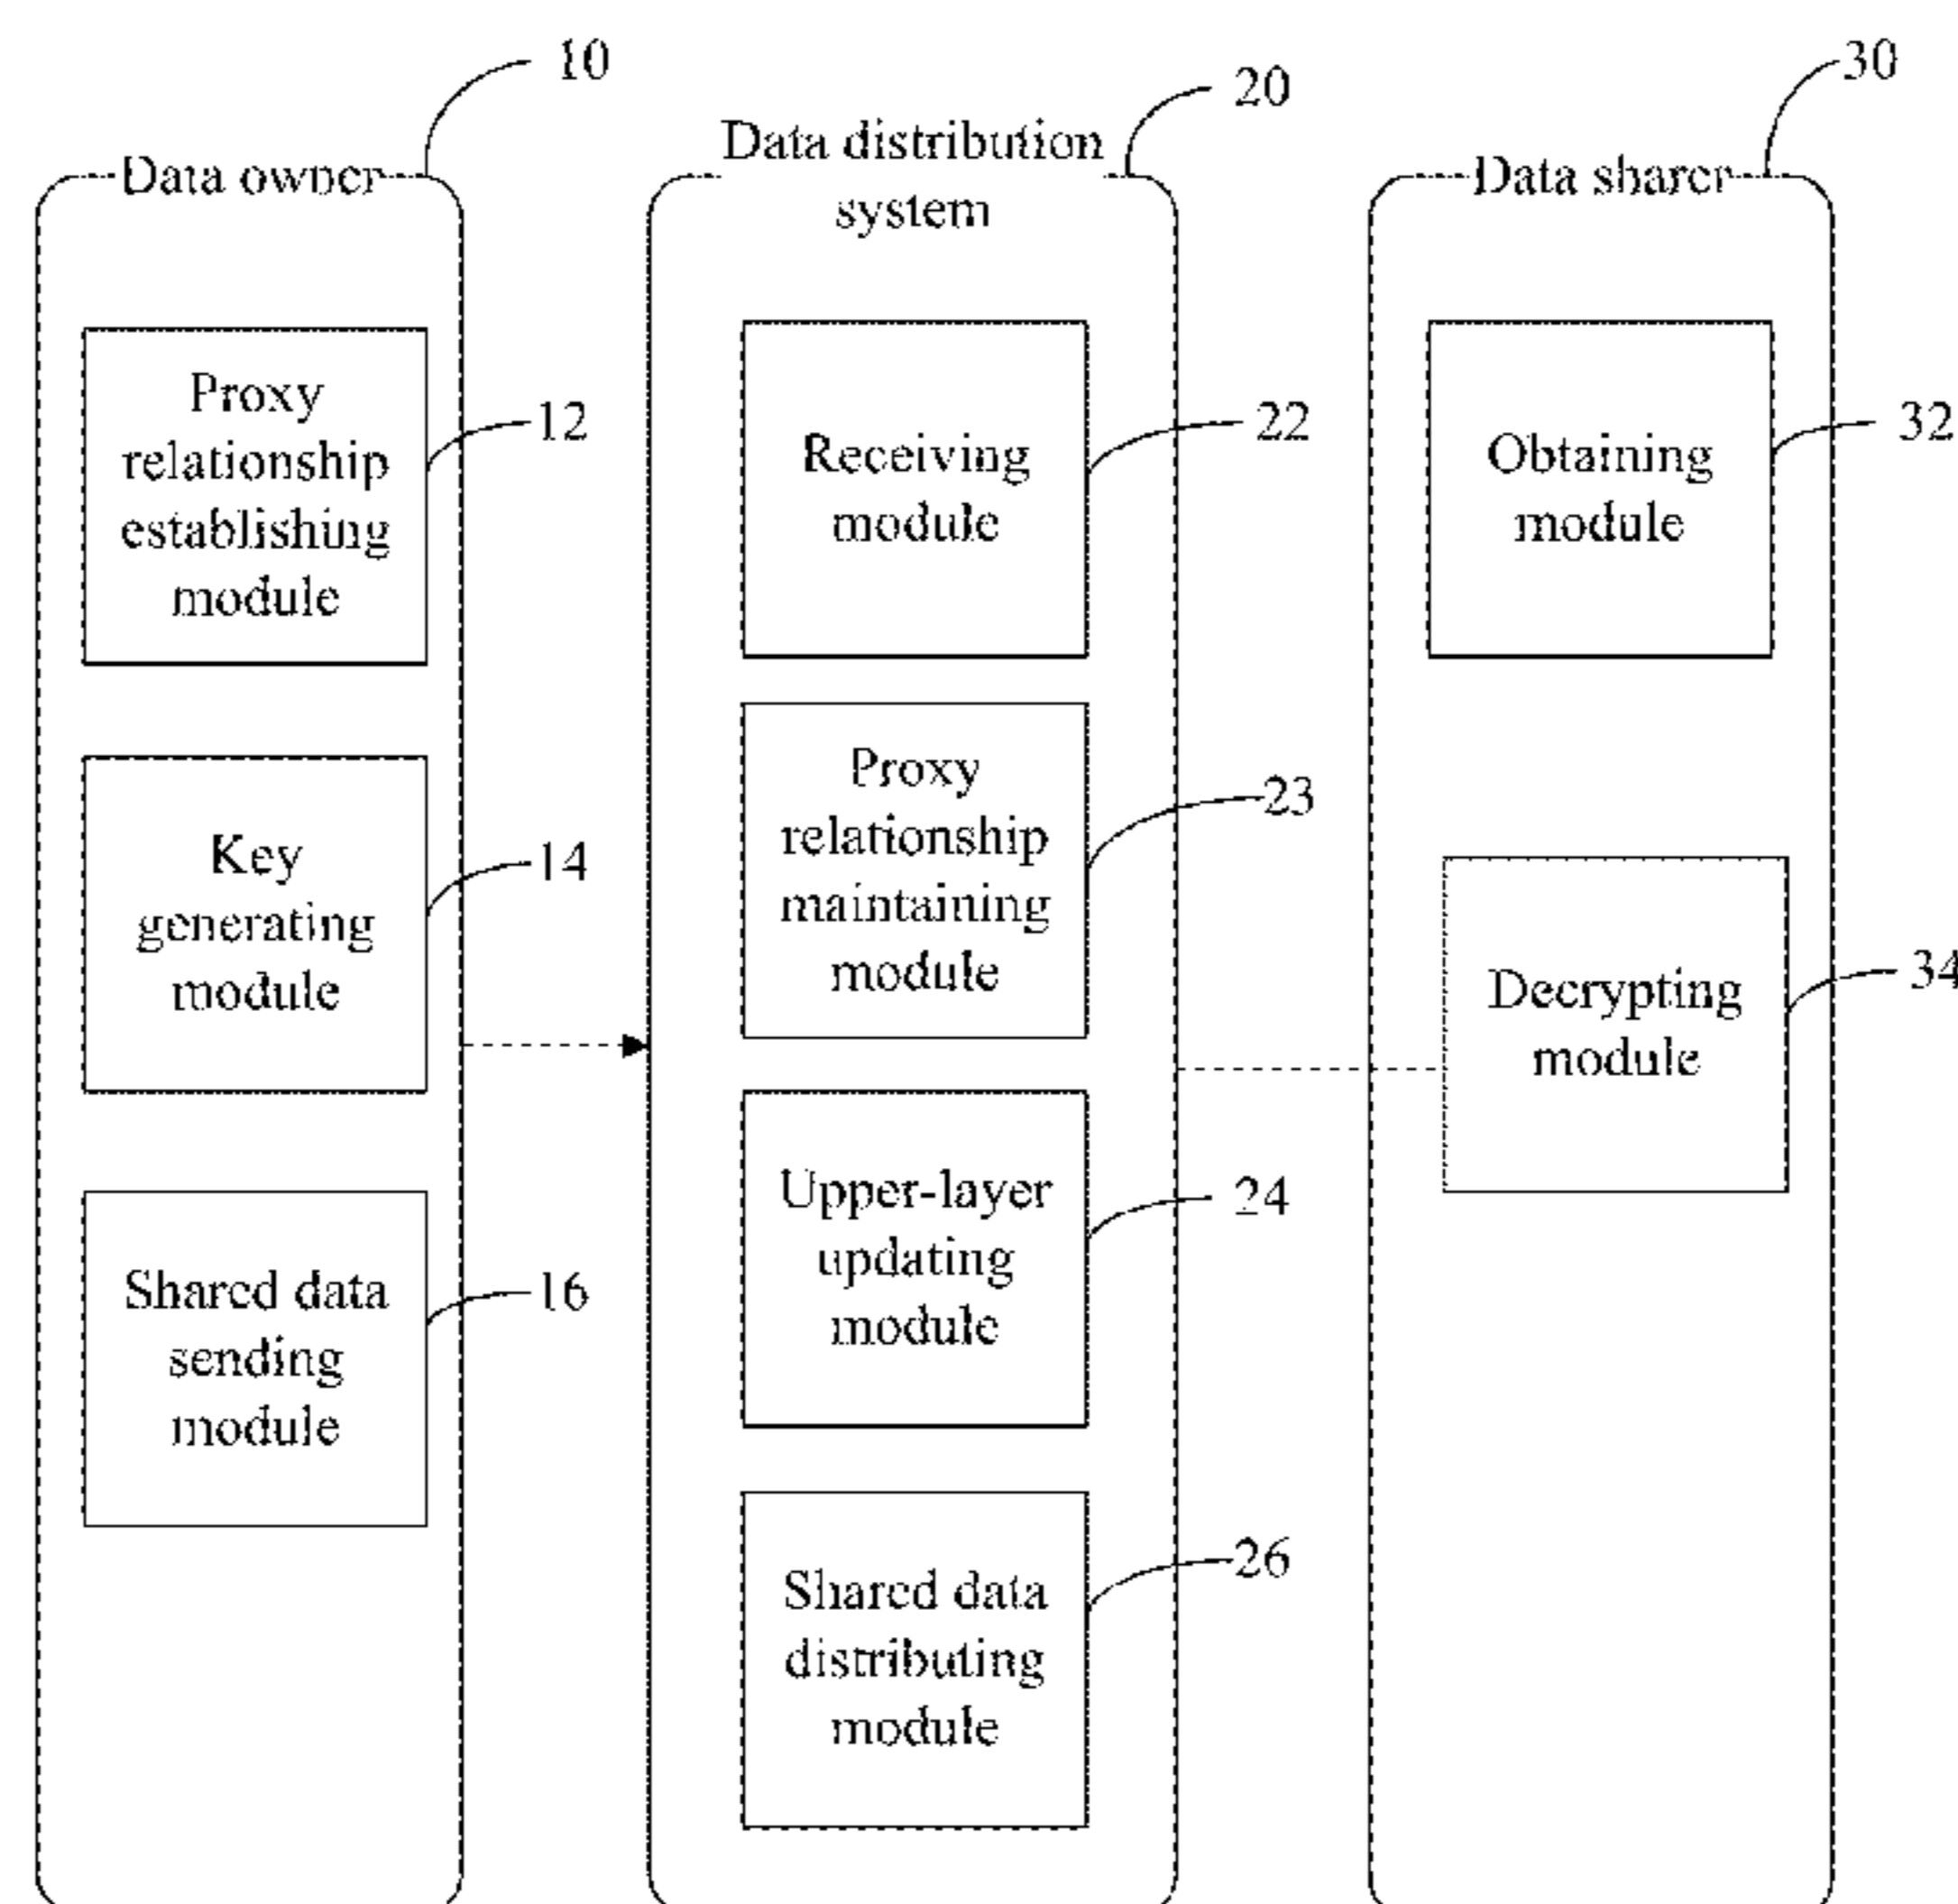 10
Data owner
Proxy
relationship
establishing
module
12
Key
generating
module
14
Shared data
sending
module
16
20
Data distribution
system
Receiving
module
22
Proxy
relationship
maintaining
module
23
Upper-layer
updating
module
24
Shared data
distributing
module
26
30
Data sharer
Obtaining
module
32
Decrypting
module
34